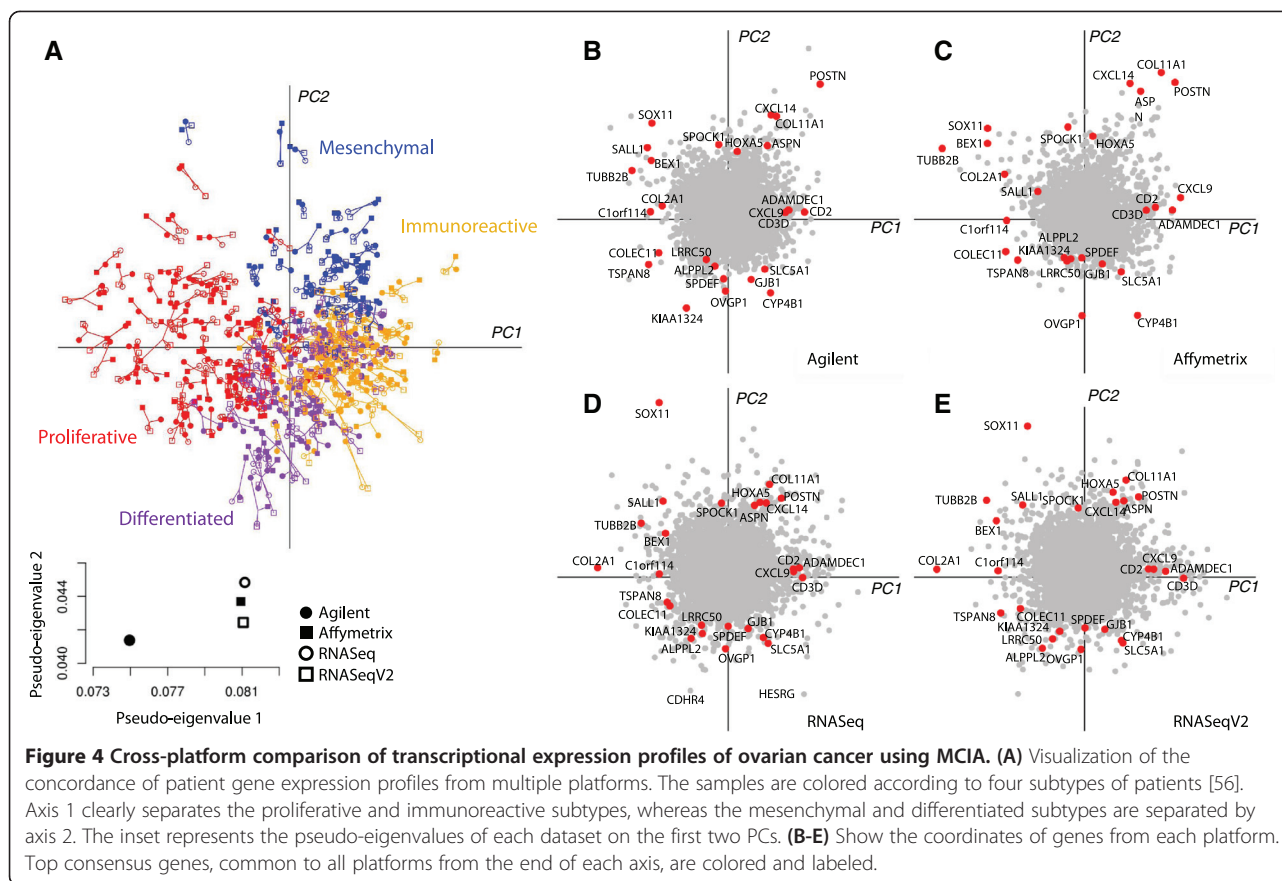 A
PC2
Mesenchymal
Immunoreactive
PC1
Proliferative
Differentiated
Pseudo-eigenvalue 2
0.044
0.040
0.073 0.077 0.081
Pseudo-eigenvalue 1
Agilent
Affymetrix
RNASeq
RNASeqV2
B
PC2
POSTN
CXCL14
SOX11
COL11A1
SPOCK1
HOXA5
ASPN
SALL1
BEX1
TUBB2B
COL2A1
ADAMDEC1
C1orf114
CXCL9
CD2
CD3D
PC1
COLEC11
LRRC50
TSPAN8
ALPPL2
SLC5A1
SPDEF
GJB1
OVGP1
CYP4B1
KIAA1324
Agilent
C
PC2
COL11A1
CXCL14
POSTN
ASP
N
SOX11
SPOCK1
BEX1
HOXA5
TUBB2B
COL2A1
SALL1
CXCL9
CD2
CD3D
ADAMDEC1
C1orf114
PC1
ALPPL2
COLEC11
KIAA1324
SPDEF
TSPAN8
LRRC50
GJB1
SLC5A1
OVGP1
CYP4B1
Affymetrix
D
PC2
SOX11
COL11A1
HOXA5
SALL1
POSTN
SPOCK1
CXCL14
ASPN
TUBB2B
BEX1
COL2A1
C1orf114
CD2
ADAMDEC1
CXCL9
CD3D
PC1
TSPAN8
COLEC11
LRRC50
GJB1
KIAA1324
SPDEF
CYP4B1
ALPPL2
SLC5A1
OVGP1
CDHR4
HESRG
RNASeq
E
PC2
SOX11
COL11A1
HOXA5
TUBB2B
SALL1
SPOCK1
POSTN
CXCL14
ASPN
BEX1
COL2A1
C1orf114
CXCL9
CD2
ADAMDEC1
CD3D
PC1
TSPAN8
COLEC11
KIAA1324
SPDEF
GJB1
LRRC50
CYP4B1
ALPPL2
OVGP1
SLC5A1
RNASeqV2
Figure 4 Cross-platform comparison of transcriptional expression profiles of ovarian cancer using MCIA. (A) Visualization of the
concordance of patient gene expression profiles from multiple platforms. The samples are colored according to four subtypes of patients [56].
Axis 1 clearly separates the proliferative and immunoreactive subtypes, whereas the mesenchymal and differentiated subtypes are separated by
axis 2. The inset represents the pseudo-eigenvalues of each dataset on the first two PCs. (B-E) Show the coordinates of genes from each platform.
Top consensus genes, common to all platforms from the end of each axis, are colored and labeled.